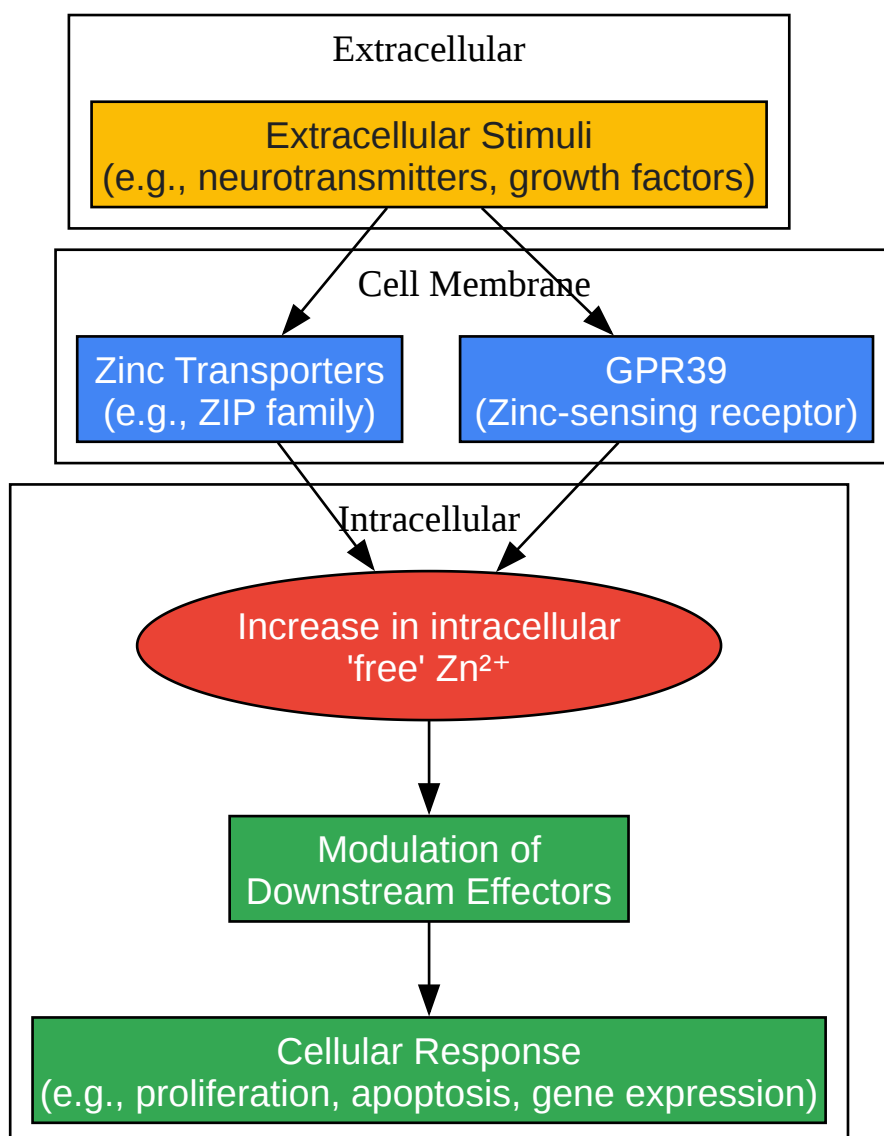 Extracellular
Extracellular Stimuli
(e.g., neurotransmitters, growth factors)
Cell Membrane
Zinc Transporters
(e.g., ZIP family)
GPR39
(Zinc-sensing receptor)
Intracellular
Increase in intracellular
'free' Zn²⁺
Modulation of
Downstream Effectors
Cellular Response
(e.g., proliferation, apoptosis, gene expression)